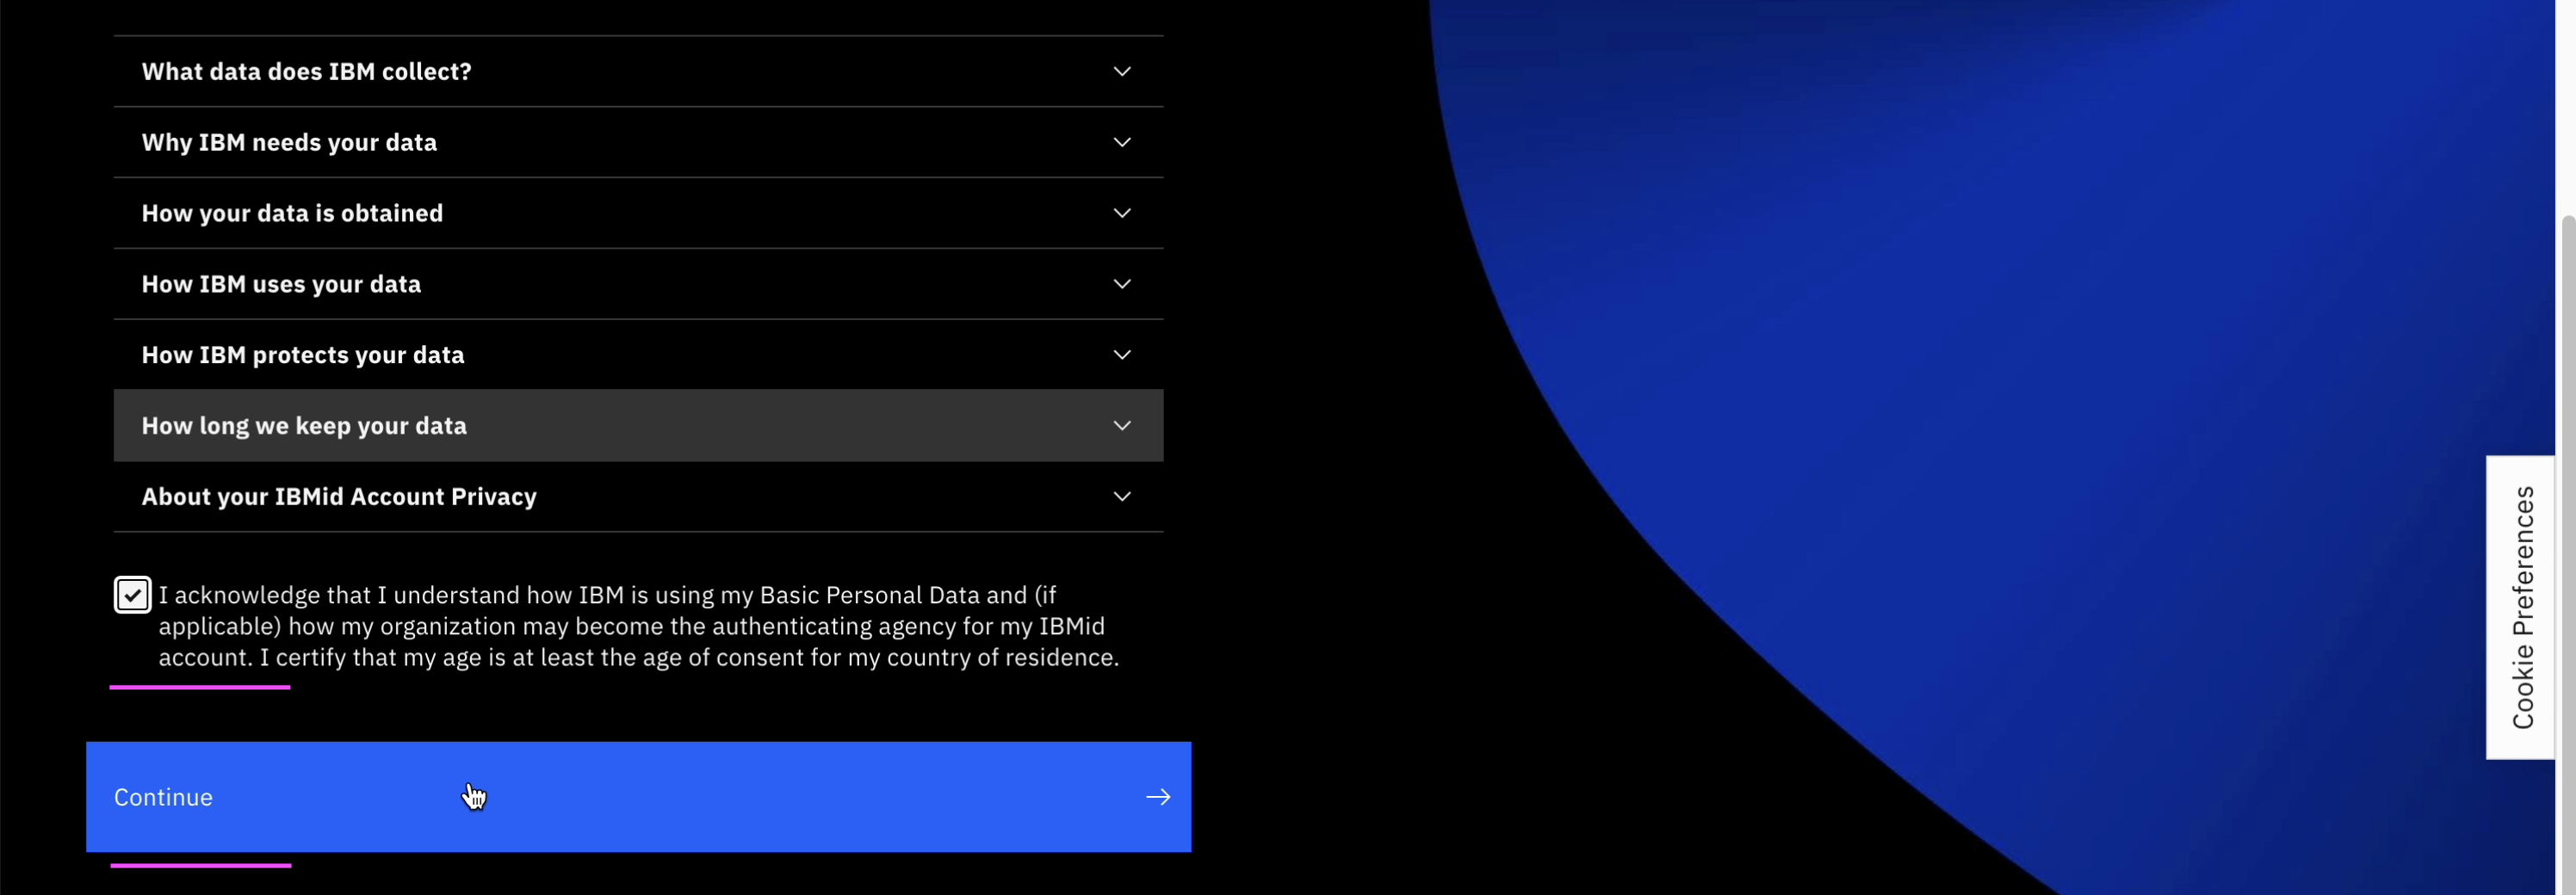 What data does IBM collect?
Why IBM needs your data
How your data is obtained
How IBM uses your data
How IBM protects your data
How long we keep your data
About your IBMid Account Privacy
I acknowledge that I understand how IBM is using my Basic Personal Data and (if
applicable) how my organization may become the authenticating agency for my IBMid
account. I certify that my age is at least the age of consent for my country of residence.
Continue
Cookie Preferences